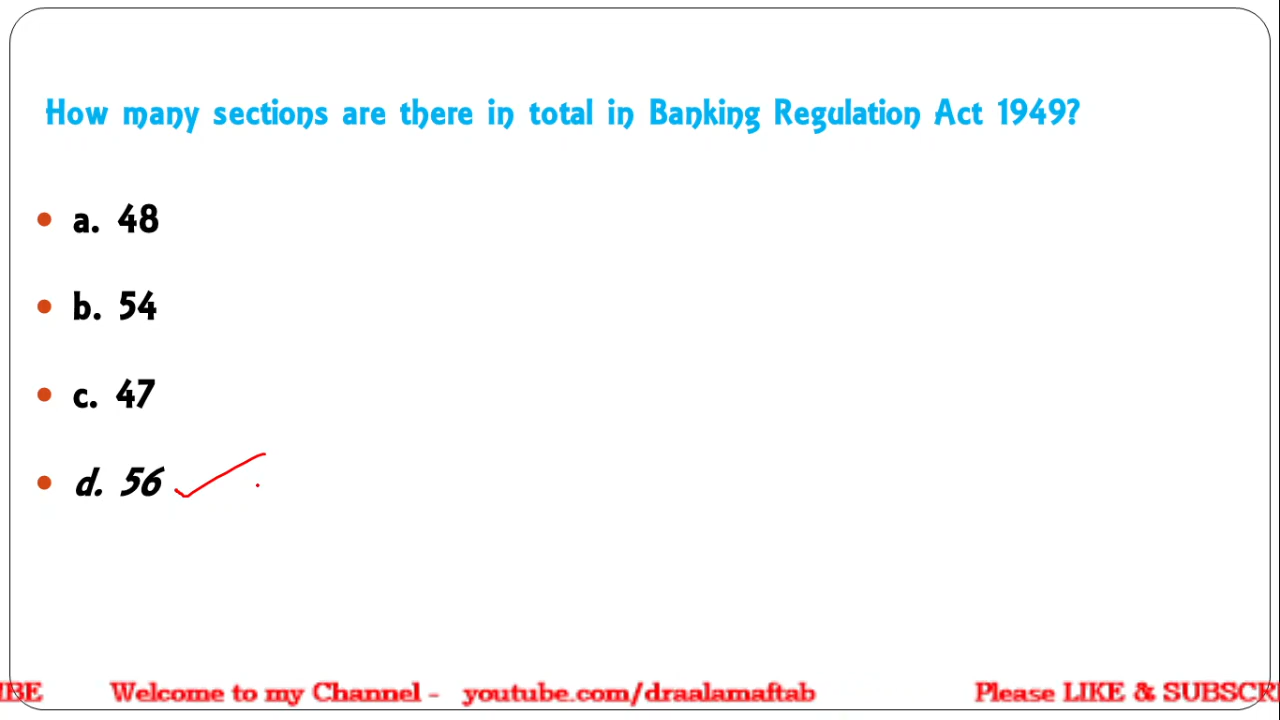 How many sections are there in total in Banking Regulation Act 1949?
a. 48
b. 54
c. 47
d. 56
IBE Welcome to my Channel - youtube.com/draalamaftab Please LIKE & SUBSCR